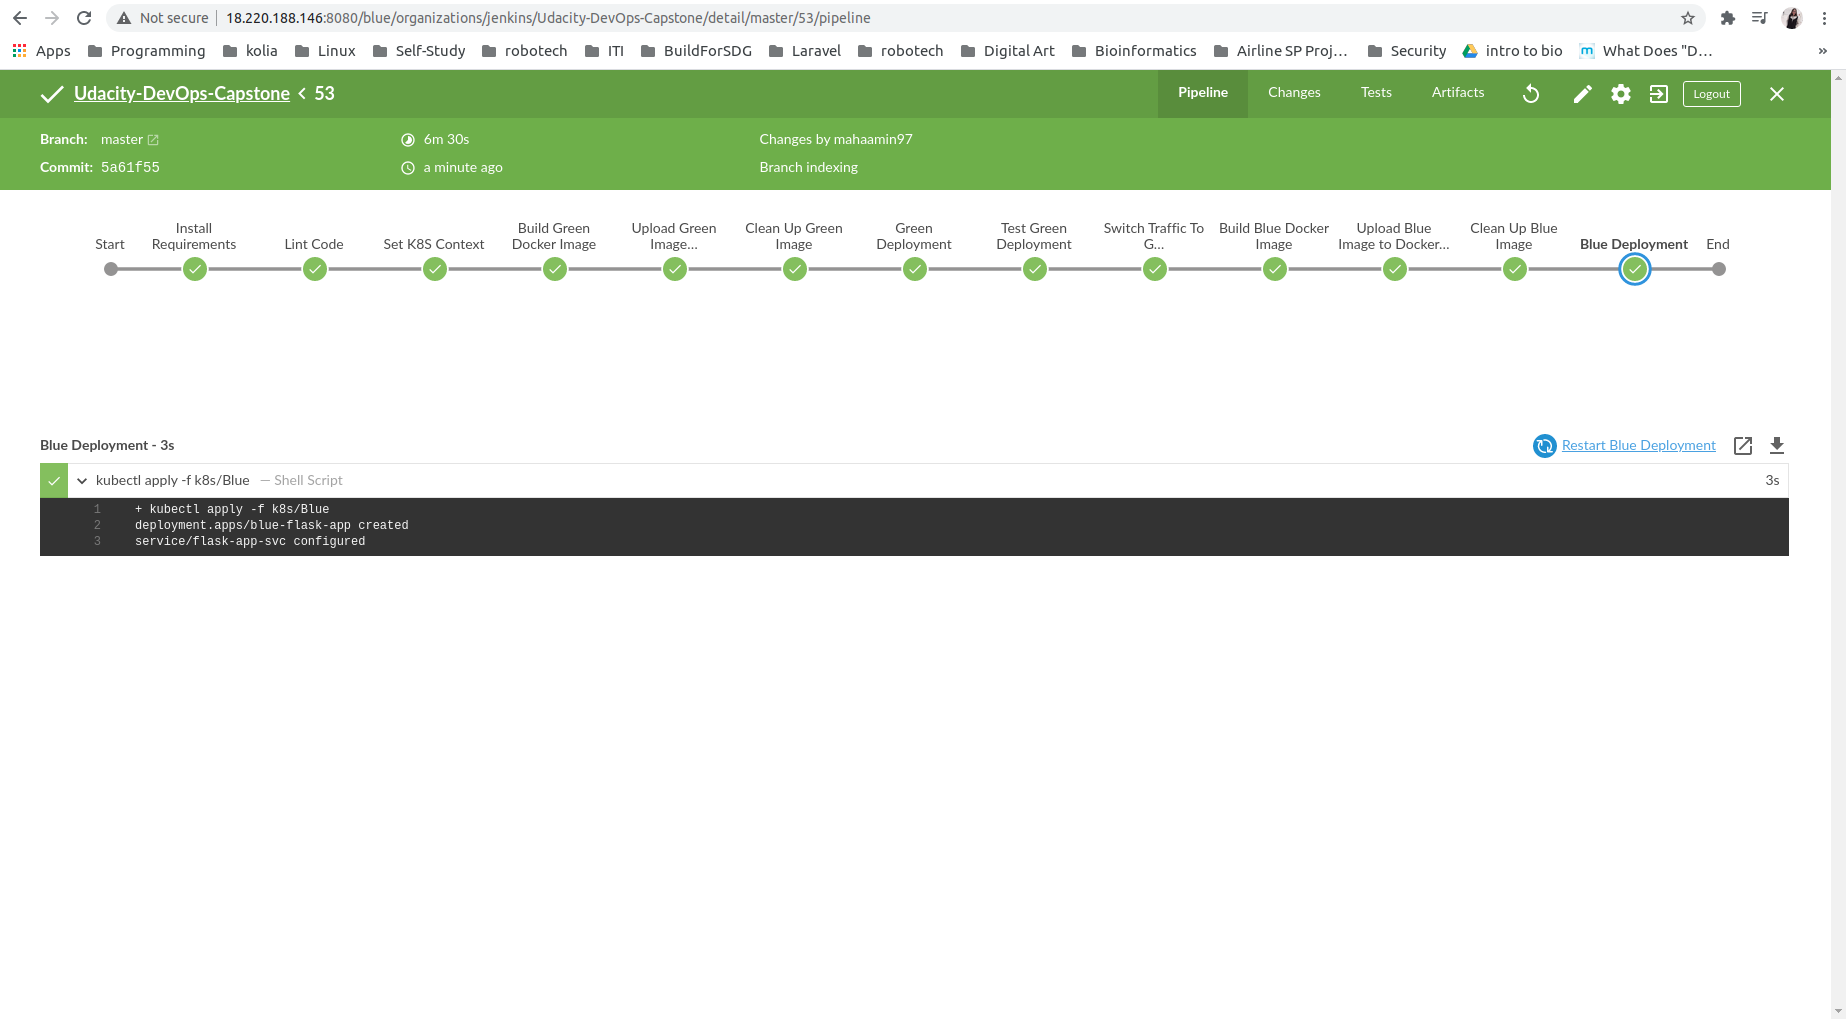 Not secure 18.220.188.146:8080/blue/organizations/jenkins/Udacity-DevOps-Capstone/detail/master/53/pipeline
Apps Programming kolia Linux Self-Study robotech ITI BuildForSDG Laravel robotech Digital Art Bioinformatics Airline SP Proj... Security intro to bio What Does "D... »
Udacity-DevOps-Capstone < 53 Pipeline Changes Tests Artifacts Logout
Branch: master 6m 30s Changes by mahaamin97
Commit: 5a61f55 a minute ago Branch indexing
Start
Install Requirements
Lint Code
Set K8S Context
Build Green Docker Image
Upload Green Image...
Clean Up Green Image
Green Deployment
Test Green Deployment
Switch Traffic To G...
Build Blue Docker Image
Upload Blue Image to Docker...
Clean Up Blue Image
Blue Deployment
End
Blue Deployment - 3s Restart Blue Deployment
kubectl apply -f k8s/Blue — Shell Script 3s
1 + kubectl apply -f k8s/Blue
2 deployment.apps/blue-flask-app created
3 service/flask-app-svc configured